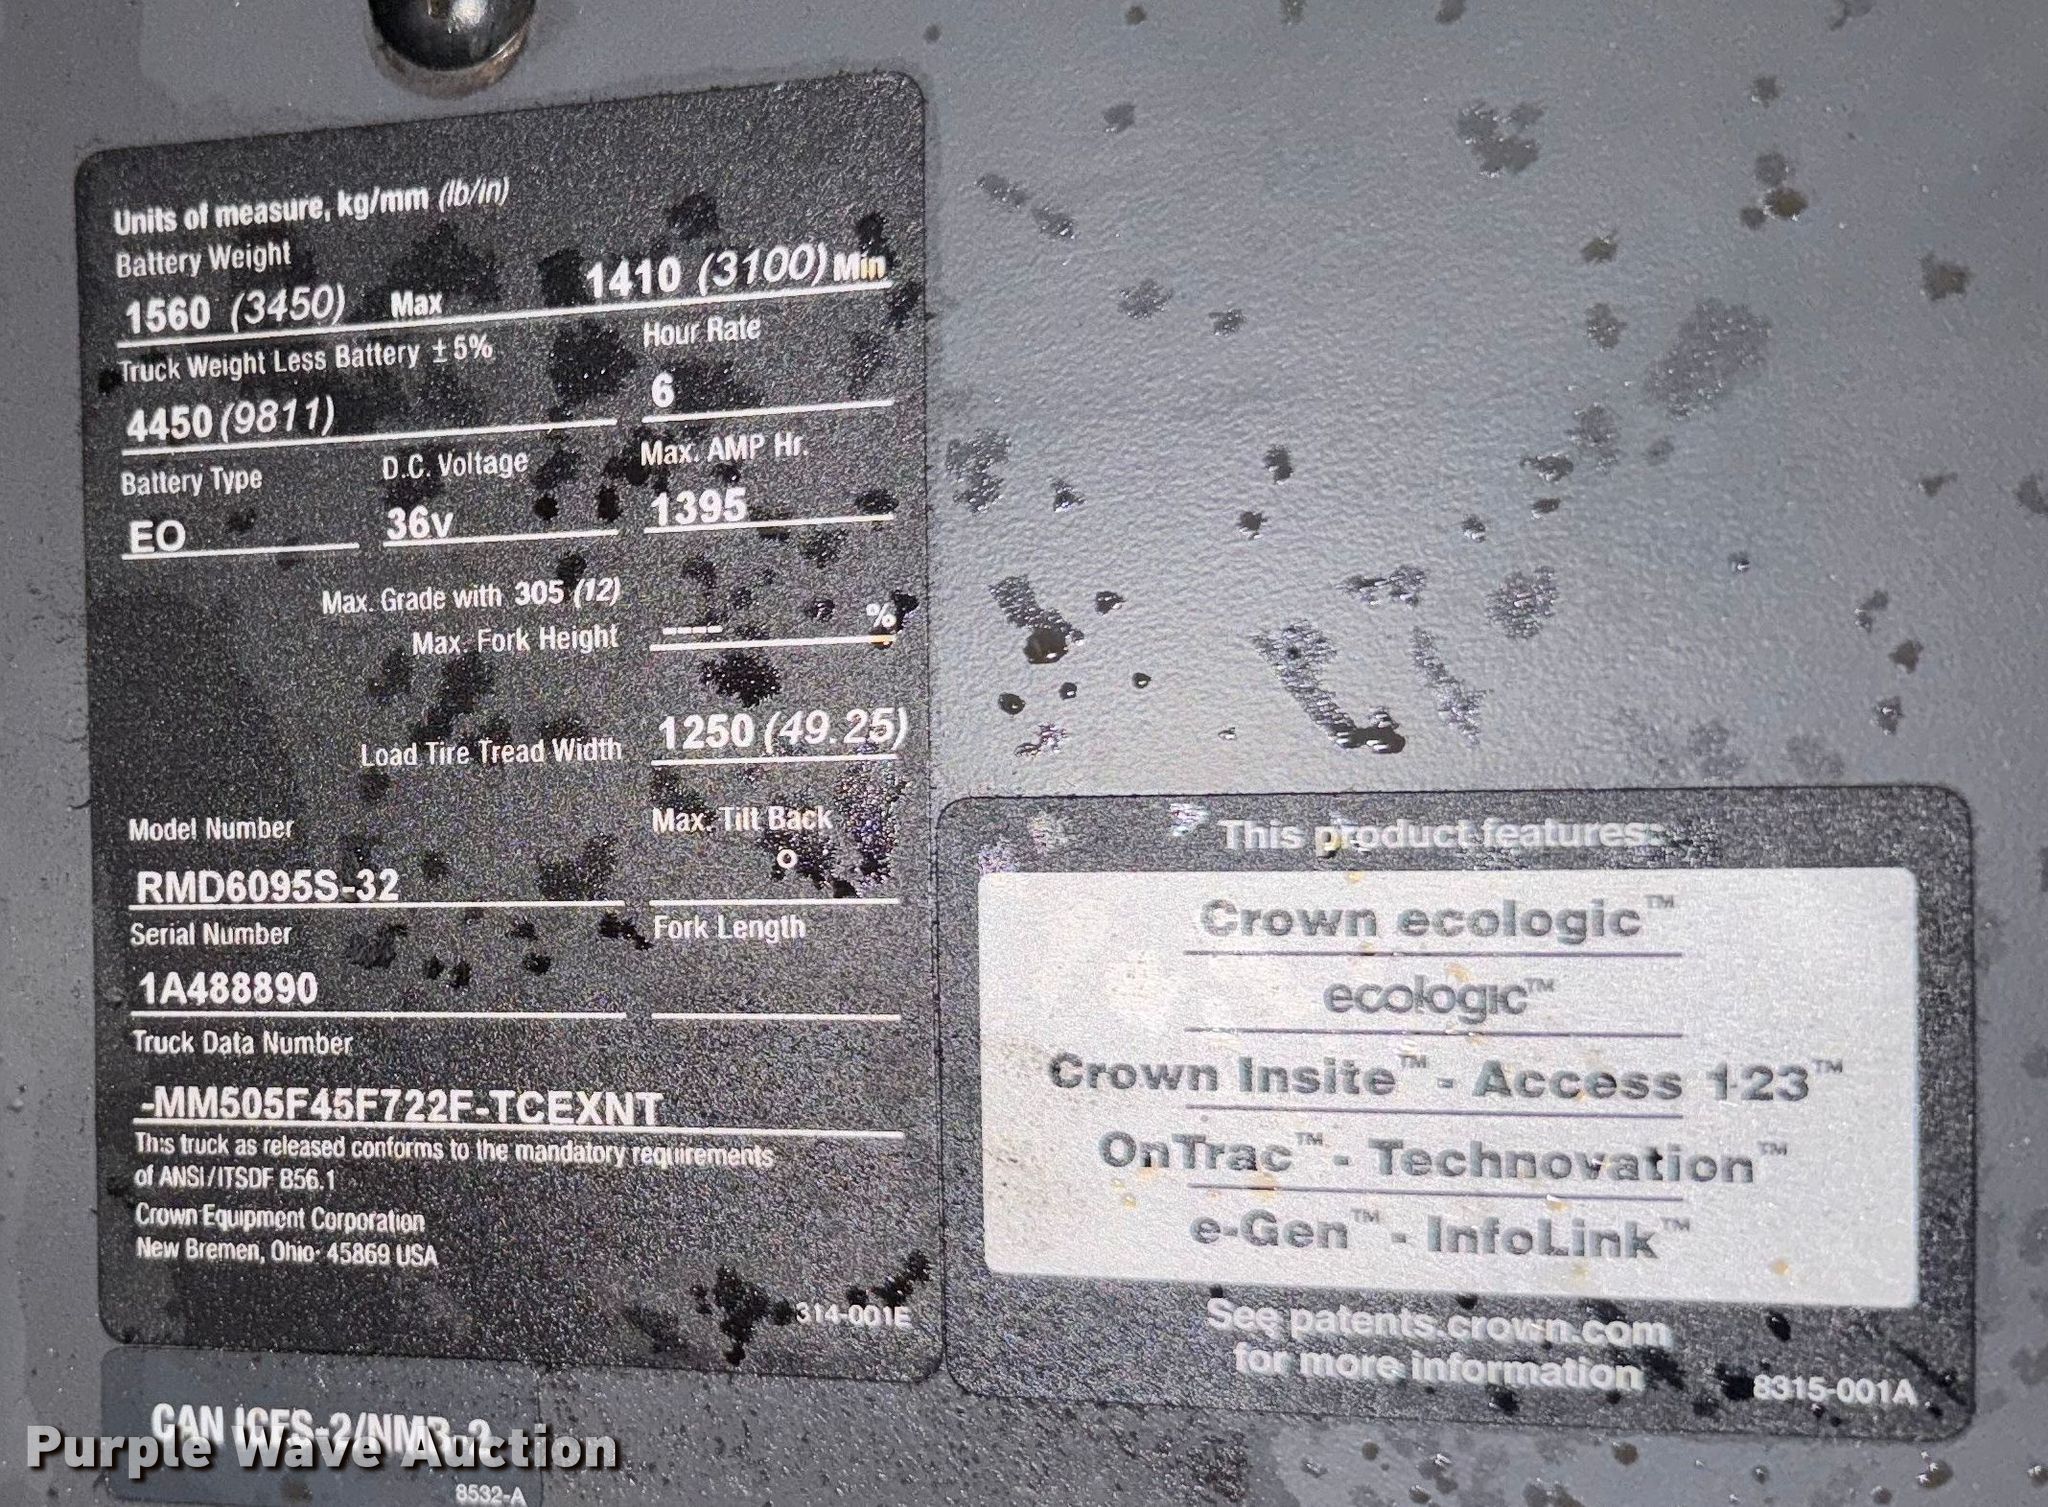 Units of measure, kg/mm (lb/in)
Battery Weight
1560 (3450) Max 1410 (3100) Min
Truck Weight Less Battery ±5% Hour Rate
4450 (9811) 6
Battery Type D.C. Voltage Max. AMP Hr.
EO 36v 1395
Max. Grade with 305 (12)
Max. Fork Height ---- %
Load Tire Tread Width 1250 (49.25)
Model Number Max. Tilt Back
RMD6095S-32 °
Serial Number Fork Length
1A488890
Truck Data Number
-MM505F45F722F-TCEXNT
This truck as released conforms to the mandatory requirements
of ANSI/ITSDF B56.1
Crown Equipment Corporation
New Bremen, Ohio 45869 USA
314-001E
This product features:
Crown ecologic™
ecologic™
Crown Insite™ - Access 1·2·3™
OnTrac™ - Technovation™
e-Gen™ - InfoLink™
See patents.crown.com
for more information
8315-001A
CAN ICES-2/NMB-2
Purple Wave Auction
8532-A